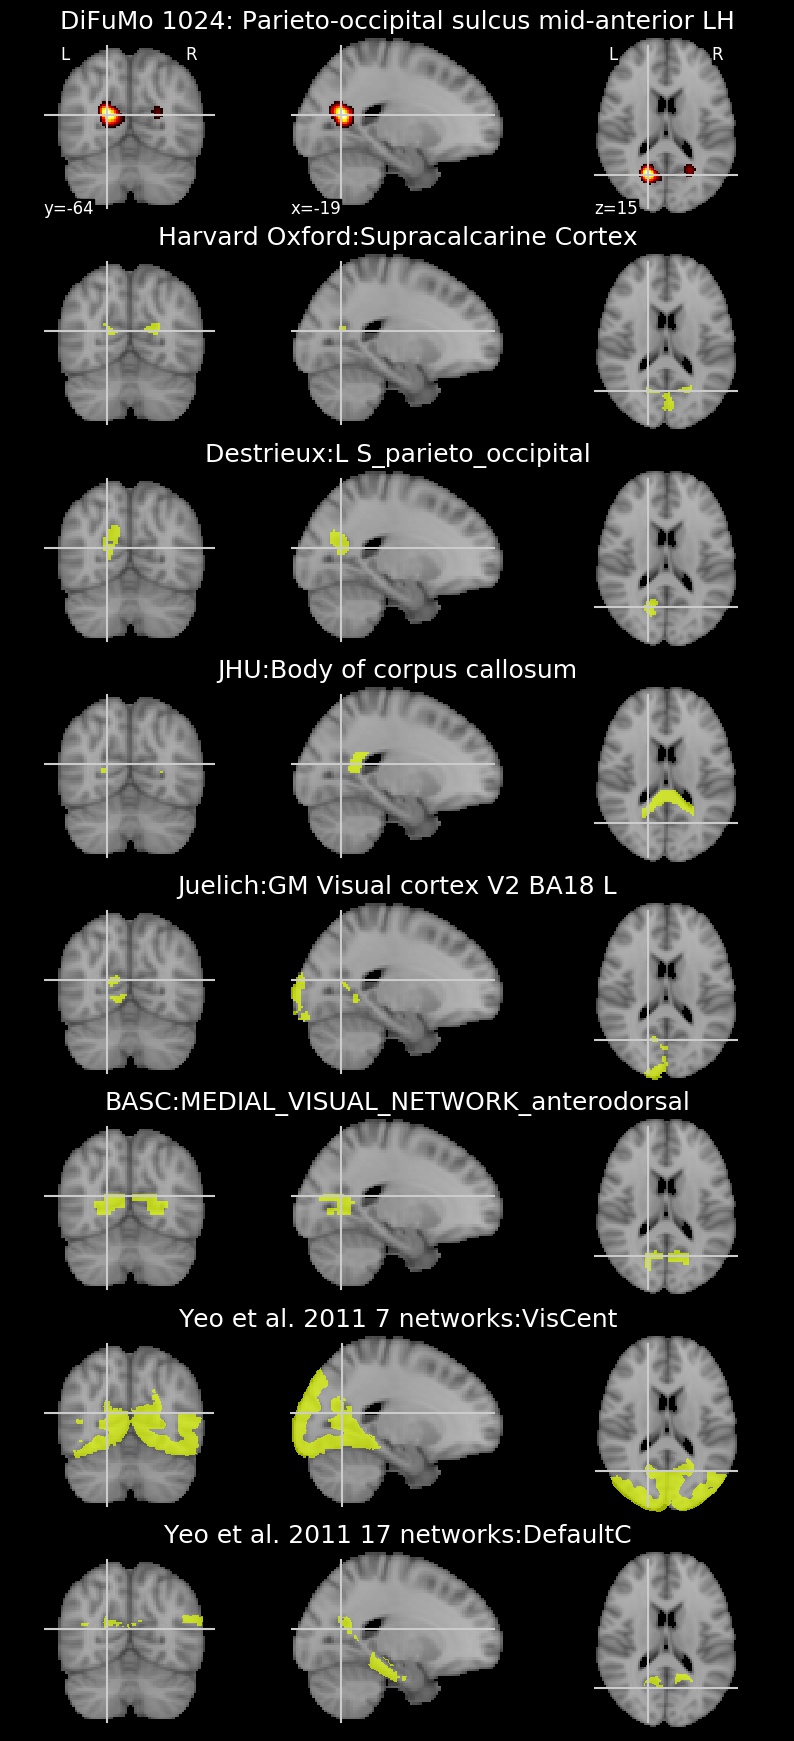 DiFuMo 1024: Parieto-occipital sulcus mid-anterior LH
L R L R
y=-64 x=-19 z=15
Harvard Oxford:Supracalcarine Cortex
Destrieux:L S_parieto_occipital
JHU:Body of corpus callosum
Juelich:GM Visual cortex V2 BA18 L
BASC:MEDIAL_VISUAL_NETWORK_anterodorsal
Yeo et al. 2011 7 networks:VisCent
Yeo et al. 2011 17 networks:DefaultC